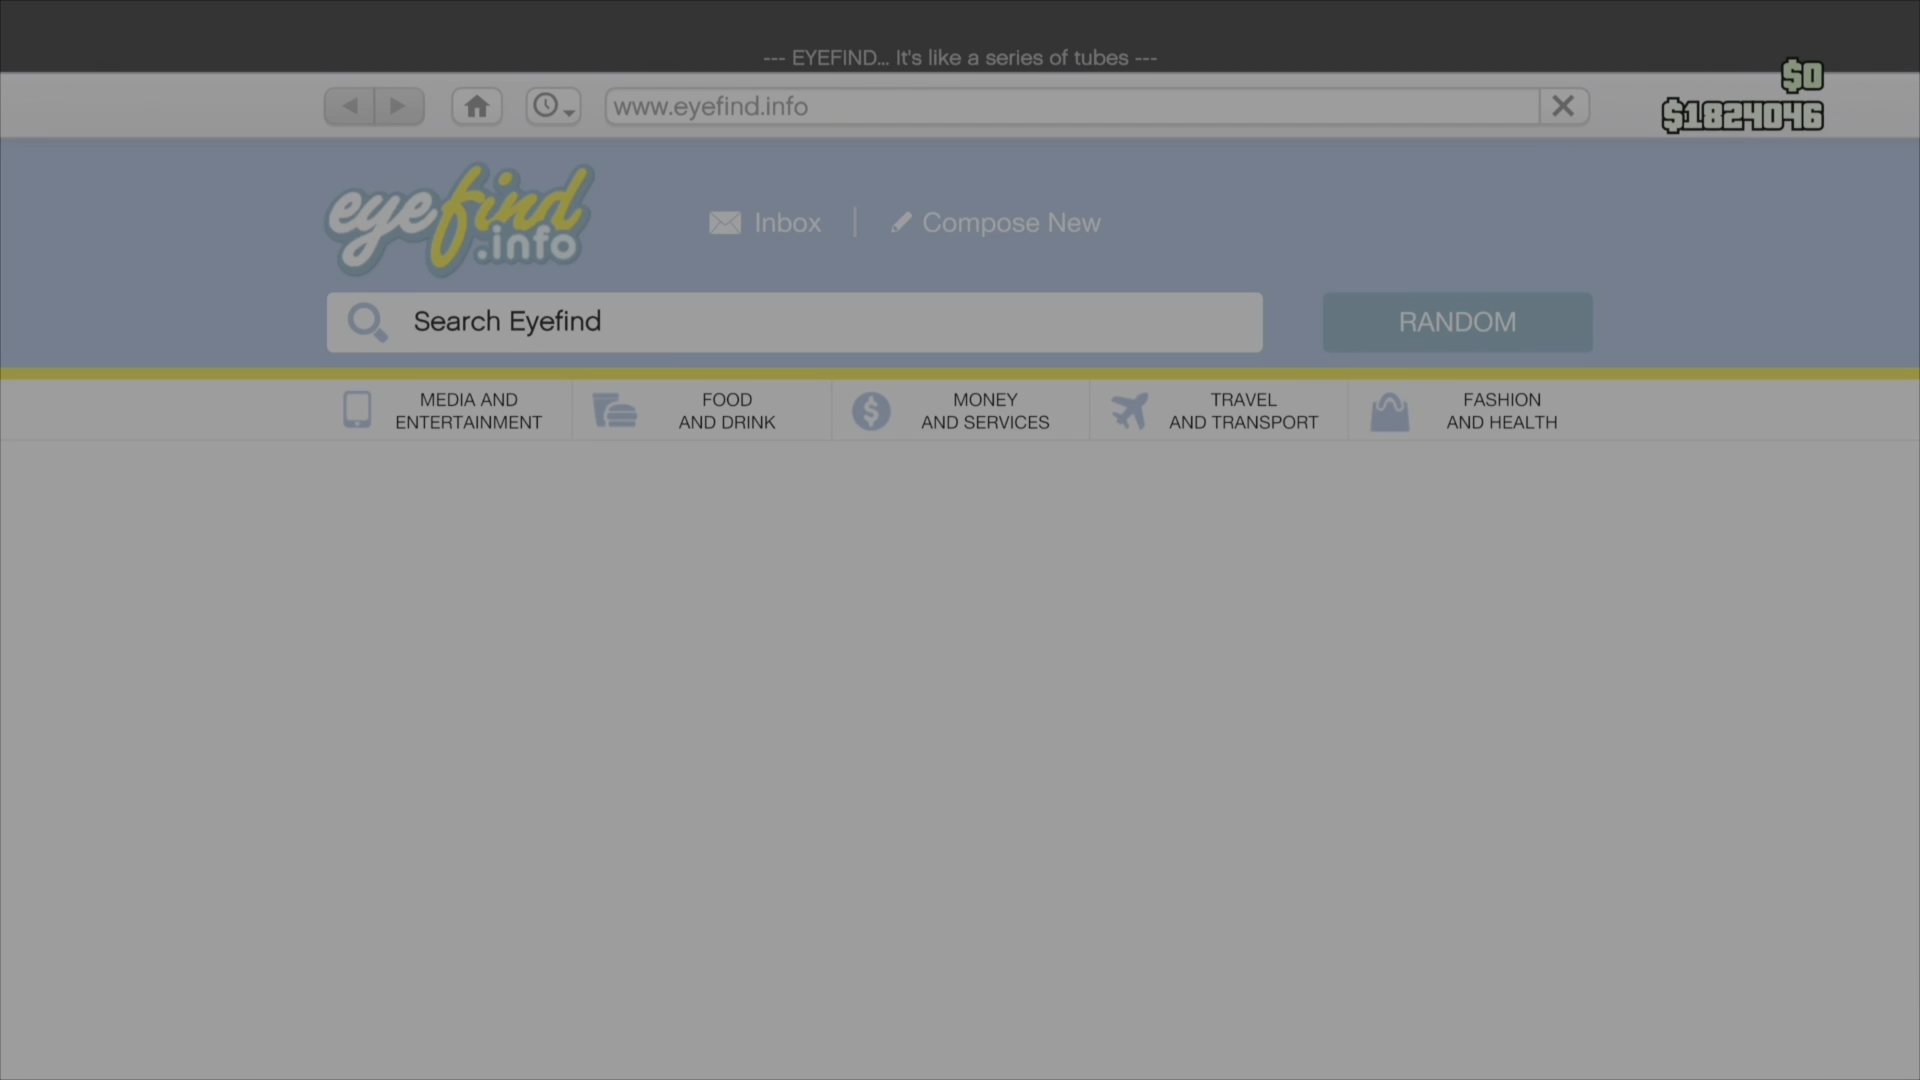 --- EYEFIND... It's like a series of tubes ---
$0
www.eyefind.info
$1824046
eyefind.info
Inbox | Compose New
Search Eyefind
RANDOM
MEDIA AND
ENTERTAINMENT
FOOD
AND DRINK
MONEY
AND SERVICES
TRAVEL
AND TRANSPORT
FASHION
AND HEALTH